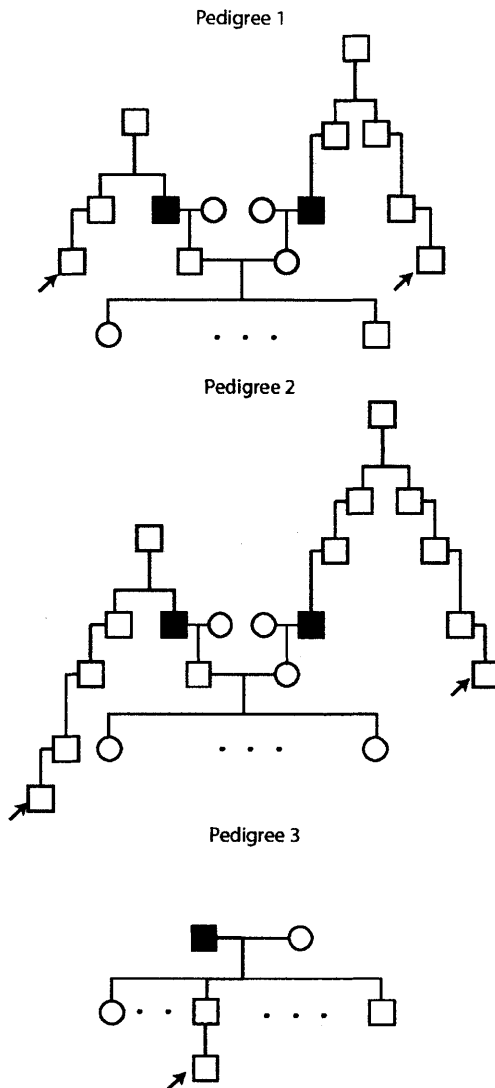 Pedigree 1
. . .
Pedigree 2
. . .
Pedigree 3
. .
. . .